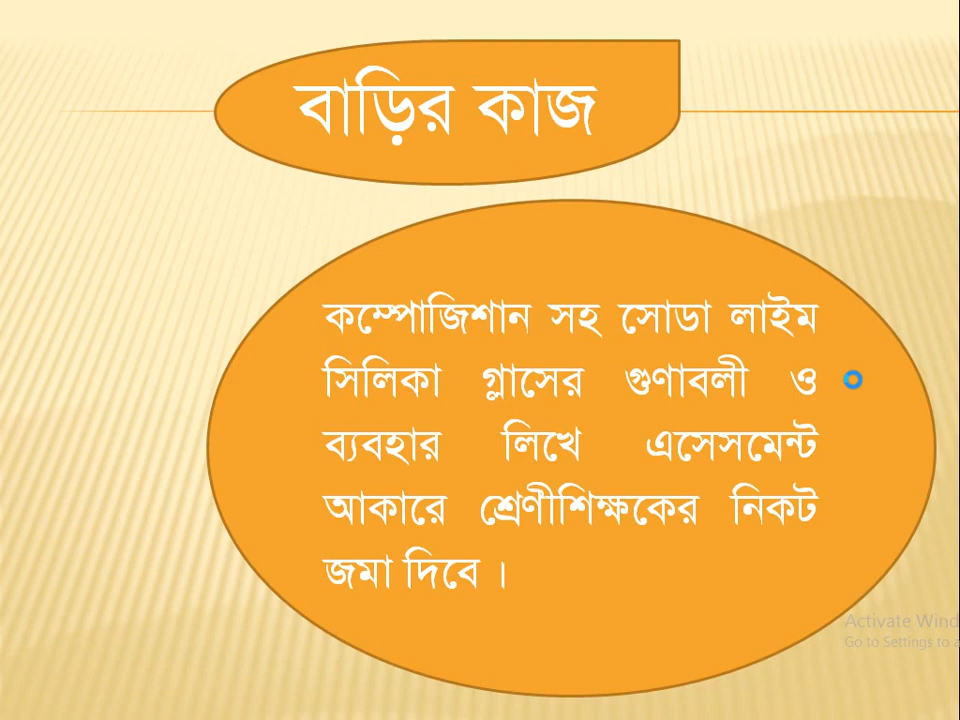 বাড়ির কাজ
কম্পোজিশান সহ সোডা লাইম
সিলিকা গ্লাসের গুণাবলী ও
ব্যবহার লিখে এসেসমেন্ট
আকারে শ্রেণীশিক্ষকের নিকট
জমা দিবে ।
Activate Wind
Go to Settings to a